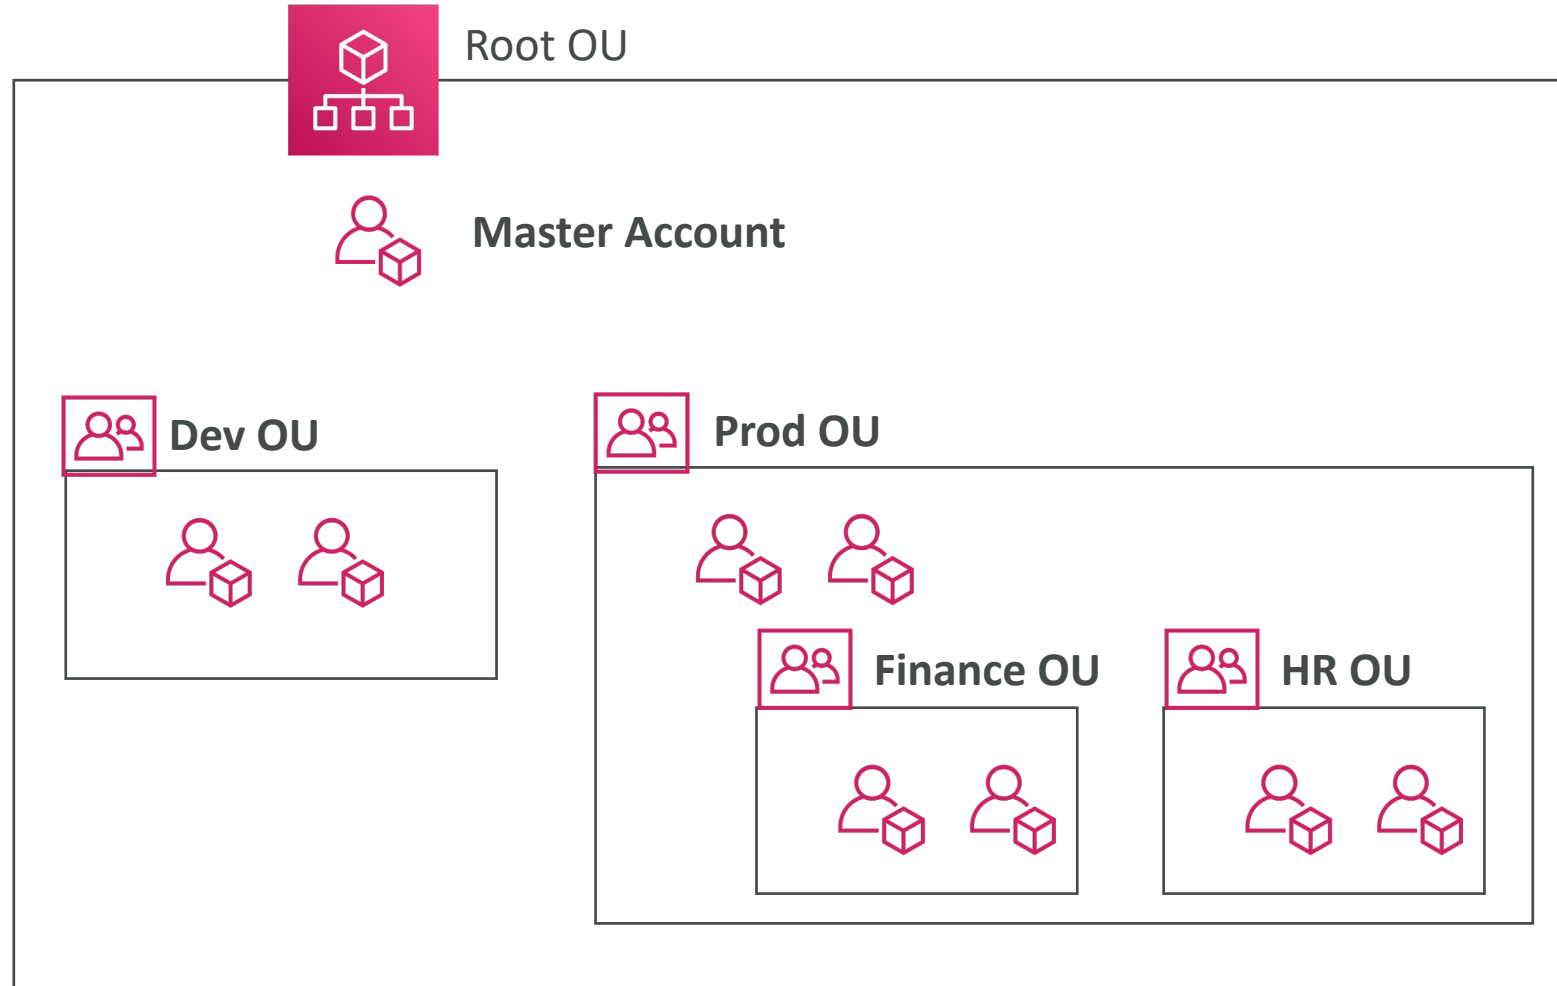 Root OU
Master Account
Dev OU
Prod OU
Finance OU
HR OU